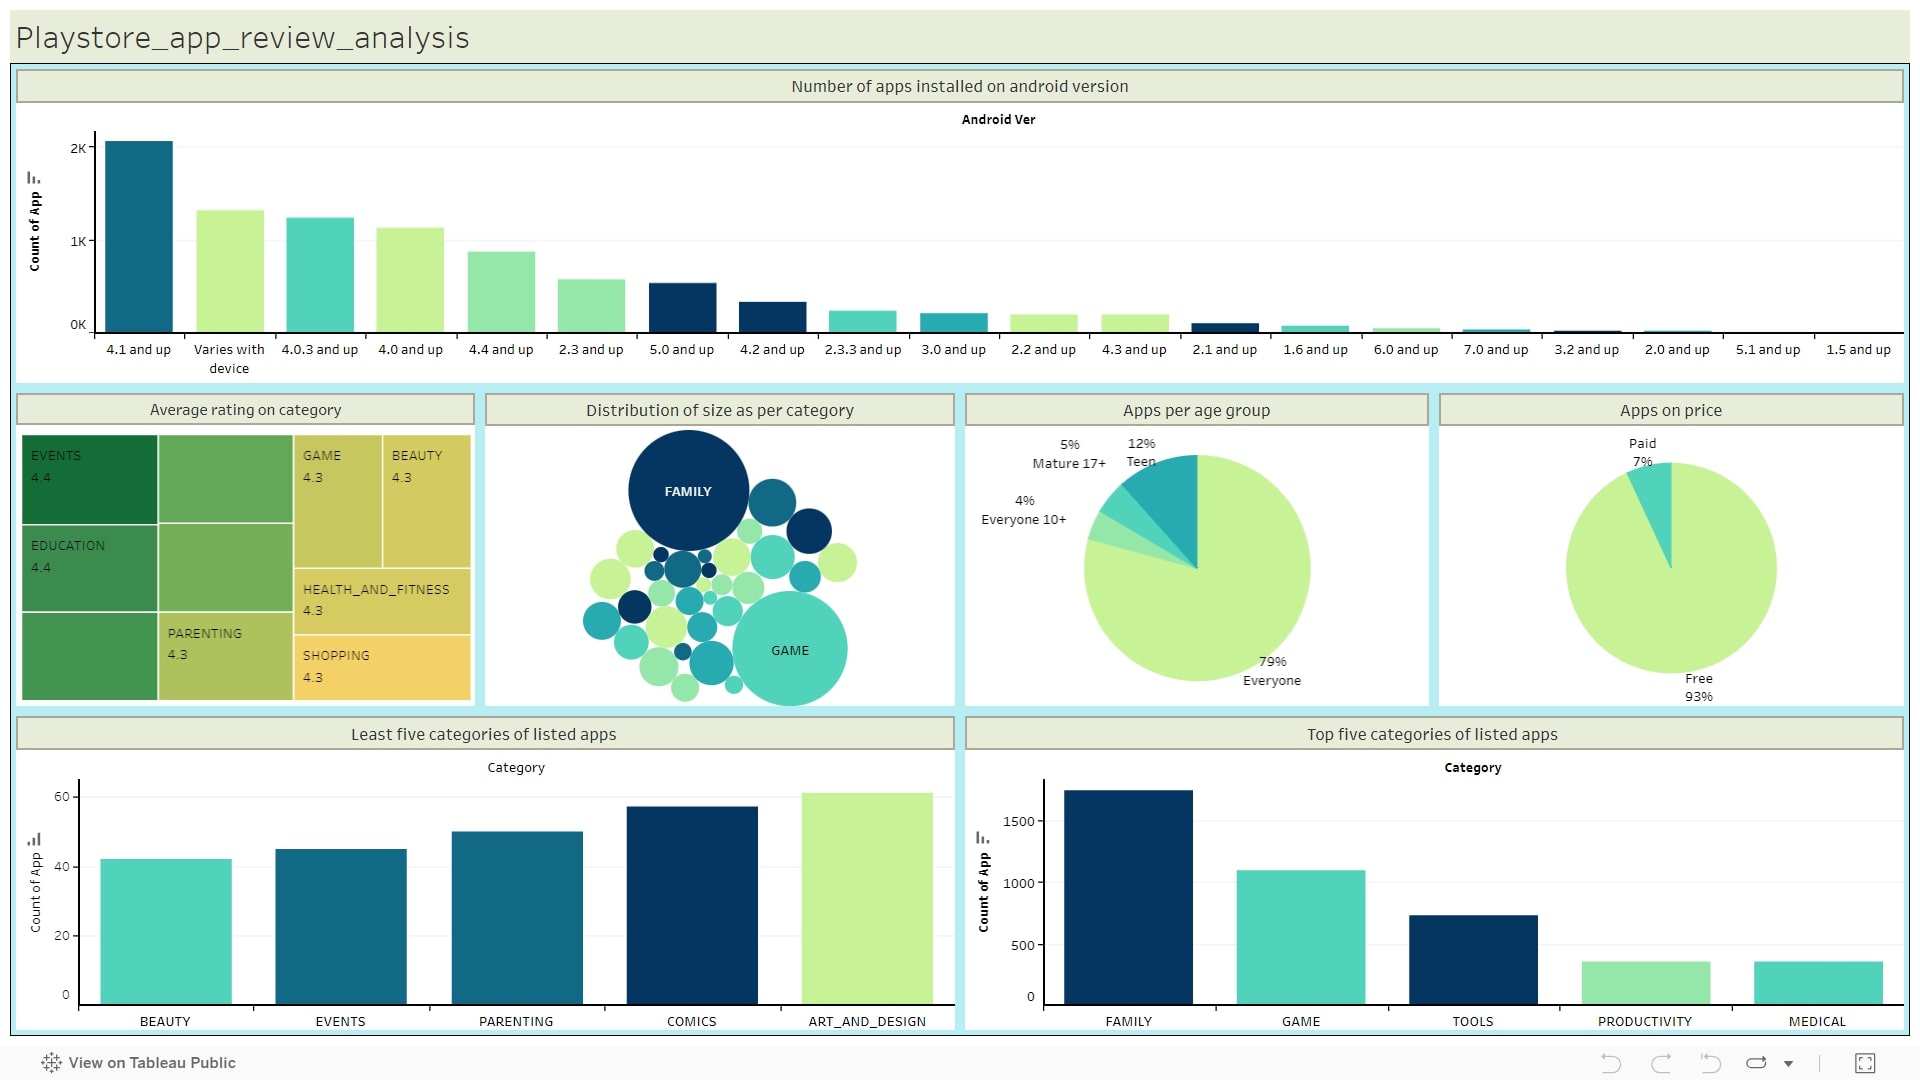 Playstore_app_review_analysis
Number of apps installed on android version
Android Ver
Count of App
2K
1K
0K
4.1 and up
Varies with
device
4.0.3 and up
4.0 and up
4.4 and up
2.3 and up
5.0 and up
4.2 and up
2.3.3 and up
3.0 and up
2.2 and up
4.3 and up
2.1 and up
1.6 and up
6.0 and up
7.0 and up
3.2 and up
2.0 and up
5.1 and up
1.5 and up
Average rating on category
EVENTS
4.4
EDUCATION
4.4
PARENTING
4.3
GAME
4.3
BEAUTY
4.3
HEALTH_AND_FITNESS
4.3
SHOPPING
4.3
Distribution of size as per category
FAMILY
GAME
Apps per age group
5%
Mature 17+
12%
Teen
4%
Everyone 10+
79%
Everyone
Apps on price
Paid
7%
Free
93%
Least five categories of listed apps
Category
Count of App
60
40
20
0
BEAUTY
EVENTS
PARENTING
COMICS
ART_AND_DESIGN
Top five categories of listed apps
Category
Count of App
1500
1000
500
0
FAMILY
GAME
TOOLS
PRODUCTIVITY
MEDICAL
View on Tableau Public